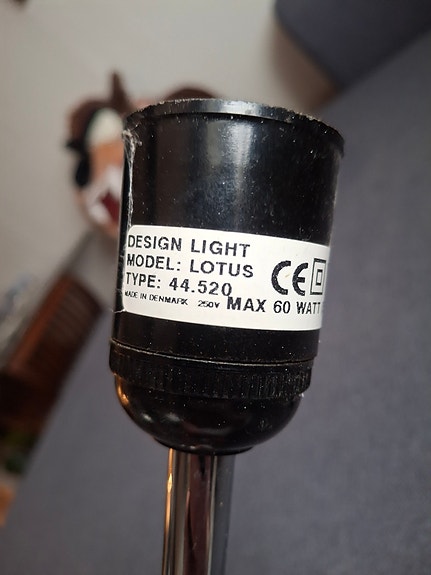 DESIGN LIGHT
MODEL: LOTUS
TYPE: 44.520
MADE IN DENMARK 250V MAX 60 WATT
CE